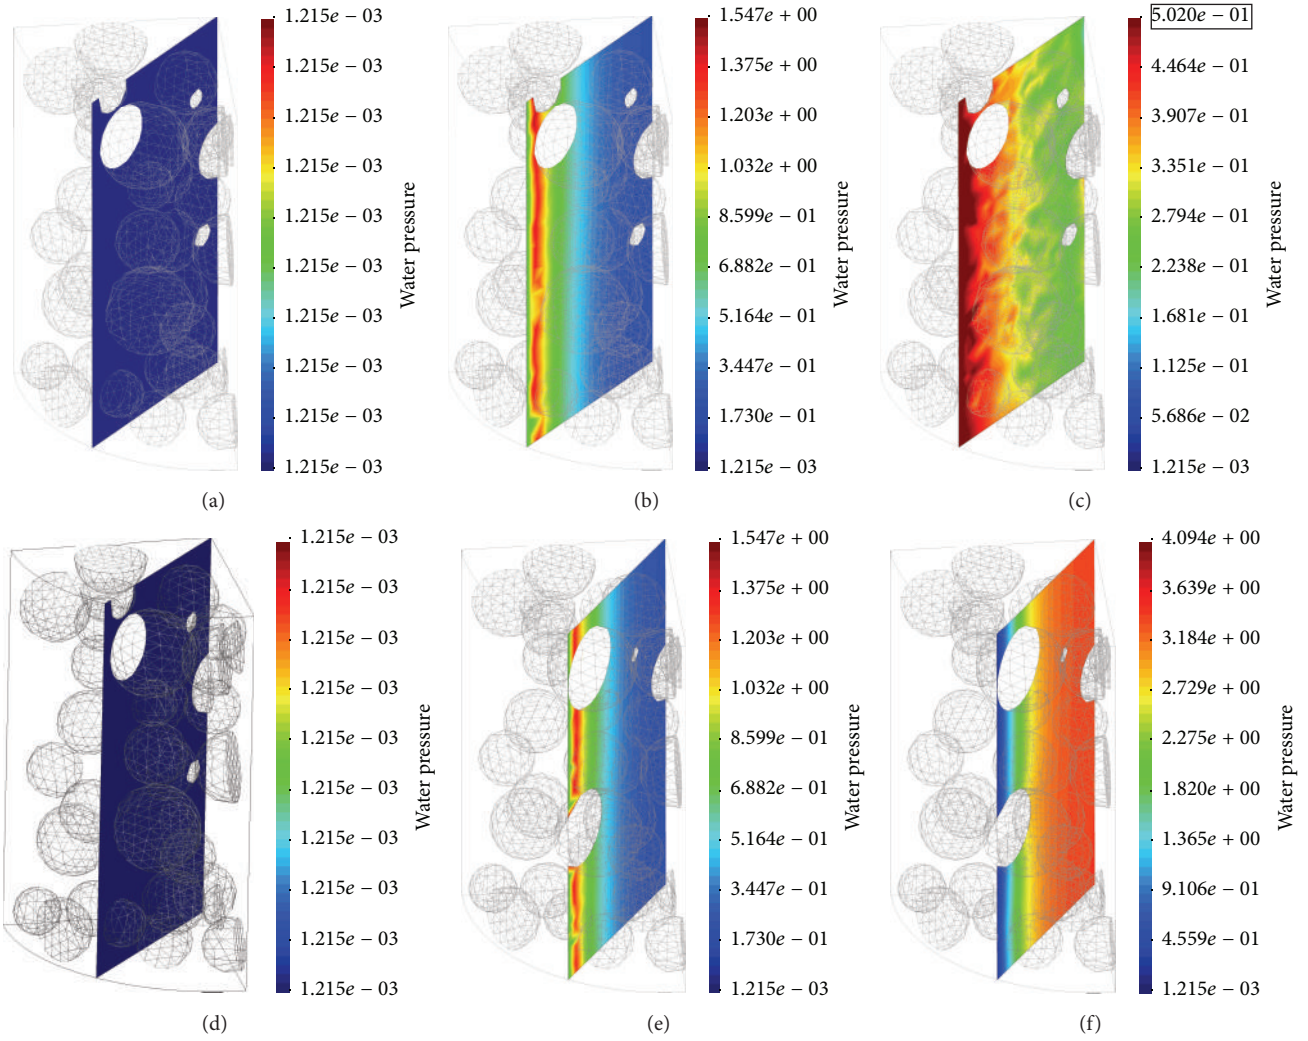 1.215e − 03
1.215e − 03
1.215e − 03
1.215e − 03
1.215e − 03
1.215e − 03
1.215e − 03
1.215e − 03
1.215e − 03
1.215e − 03
Water pressure
(a)
1.547e + 00
1.375e + 00
1.203e + 00
1.032e + 00
8.599e − 01
6.882e − 01
5.164e − 01
3.447e − 01
1.730e − 01
1.215e − 03
Water pressure
(b)
5.020e − 01
4.464e − 01
3.907e − 01
3.351e − 01
2.794e − 01
2.238e − 01
1.681e − 01
1.125e − 01
5.686e − 02
1.215e − 03
Water pressure
(c)
1.215e − 03
1.215e − 03
1.215e − 03
1.215e − 03
1.215e − 03
1.215e − 03
1.215e − 03
1.215e − 03
1.215e − 03
1.215e − 03
Water pressure
(d)
1.547e + 00
1.375e + 00
1.203e + 00
1.032e + 00
8.599e − 01
6.882e − 01
5.164e − 01
3.447e − 01
1.730e − 01
1.215e − 03
Water pressure
(e)
4.094e + 00
3.639e + 00
3.184e + 00
2.729e + 00
2.275e + 00
1.820e + 00
1.365e + 00
9.106e − 01
4.559e − 01
1.215e − 03
Water pressure
(f)